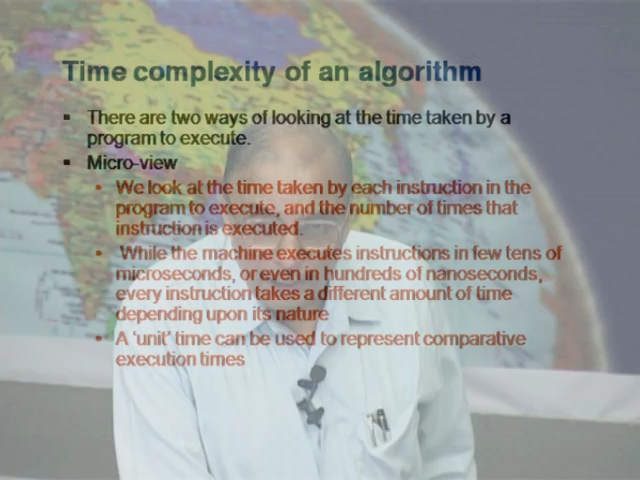 Time complexity of an algorithm
There are two ways of looking at the time taken by a
program to execute.
Micro-view
We look at the time taken by each instruction in the
program to execute, and the number of times that
instruction is executed.
While the machine executes instructions in few tens of
microseconds, or even in hundreds of nanoseconds,
every instruction takes a different amount of time
depending upon its nature
A 'unit' time can be used to represent comparative
execution times